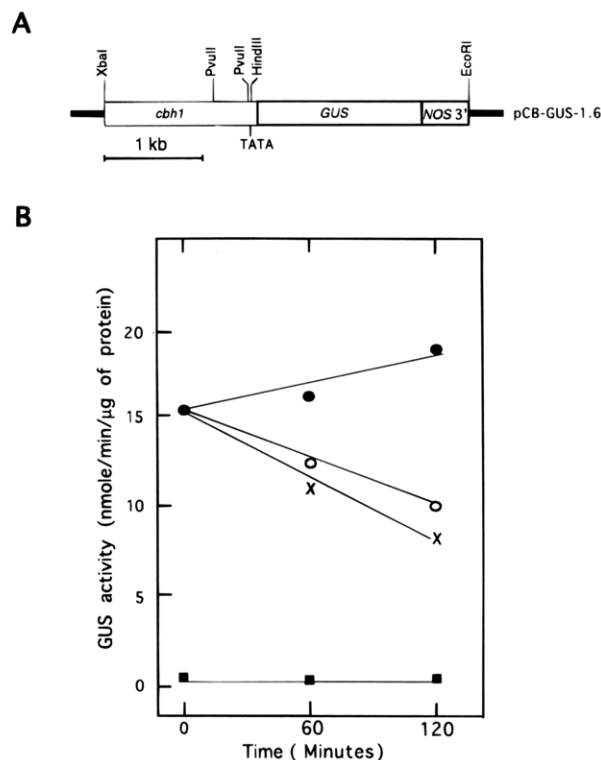 A
XbaI
PvuII
PvuII
HindIII
EcoRI
cbh1
GUS
NOS 3'
pCB-GUS-1.6
1 kb
TATA
B
GUS activity (nmole/min/μg of protein)
20
15
10
5
0
0 60 120
Time ( Minutes)